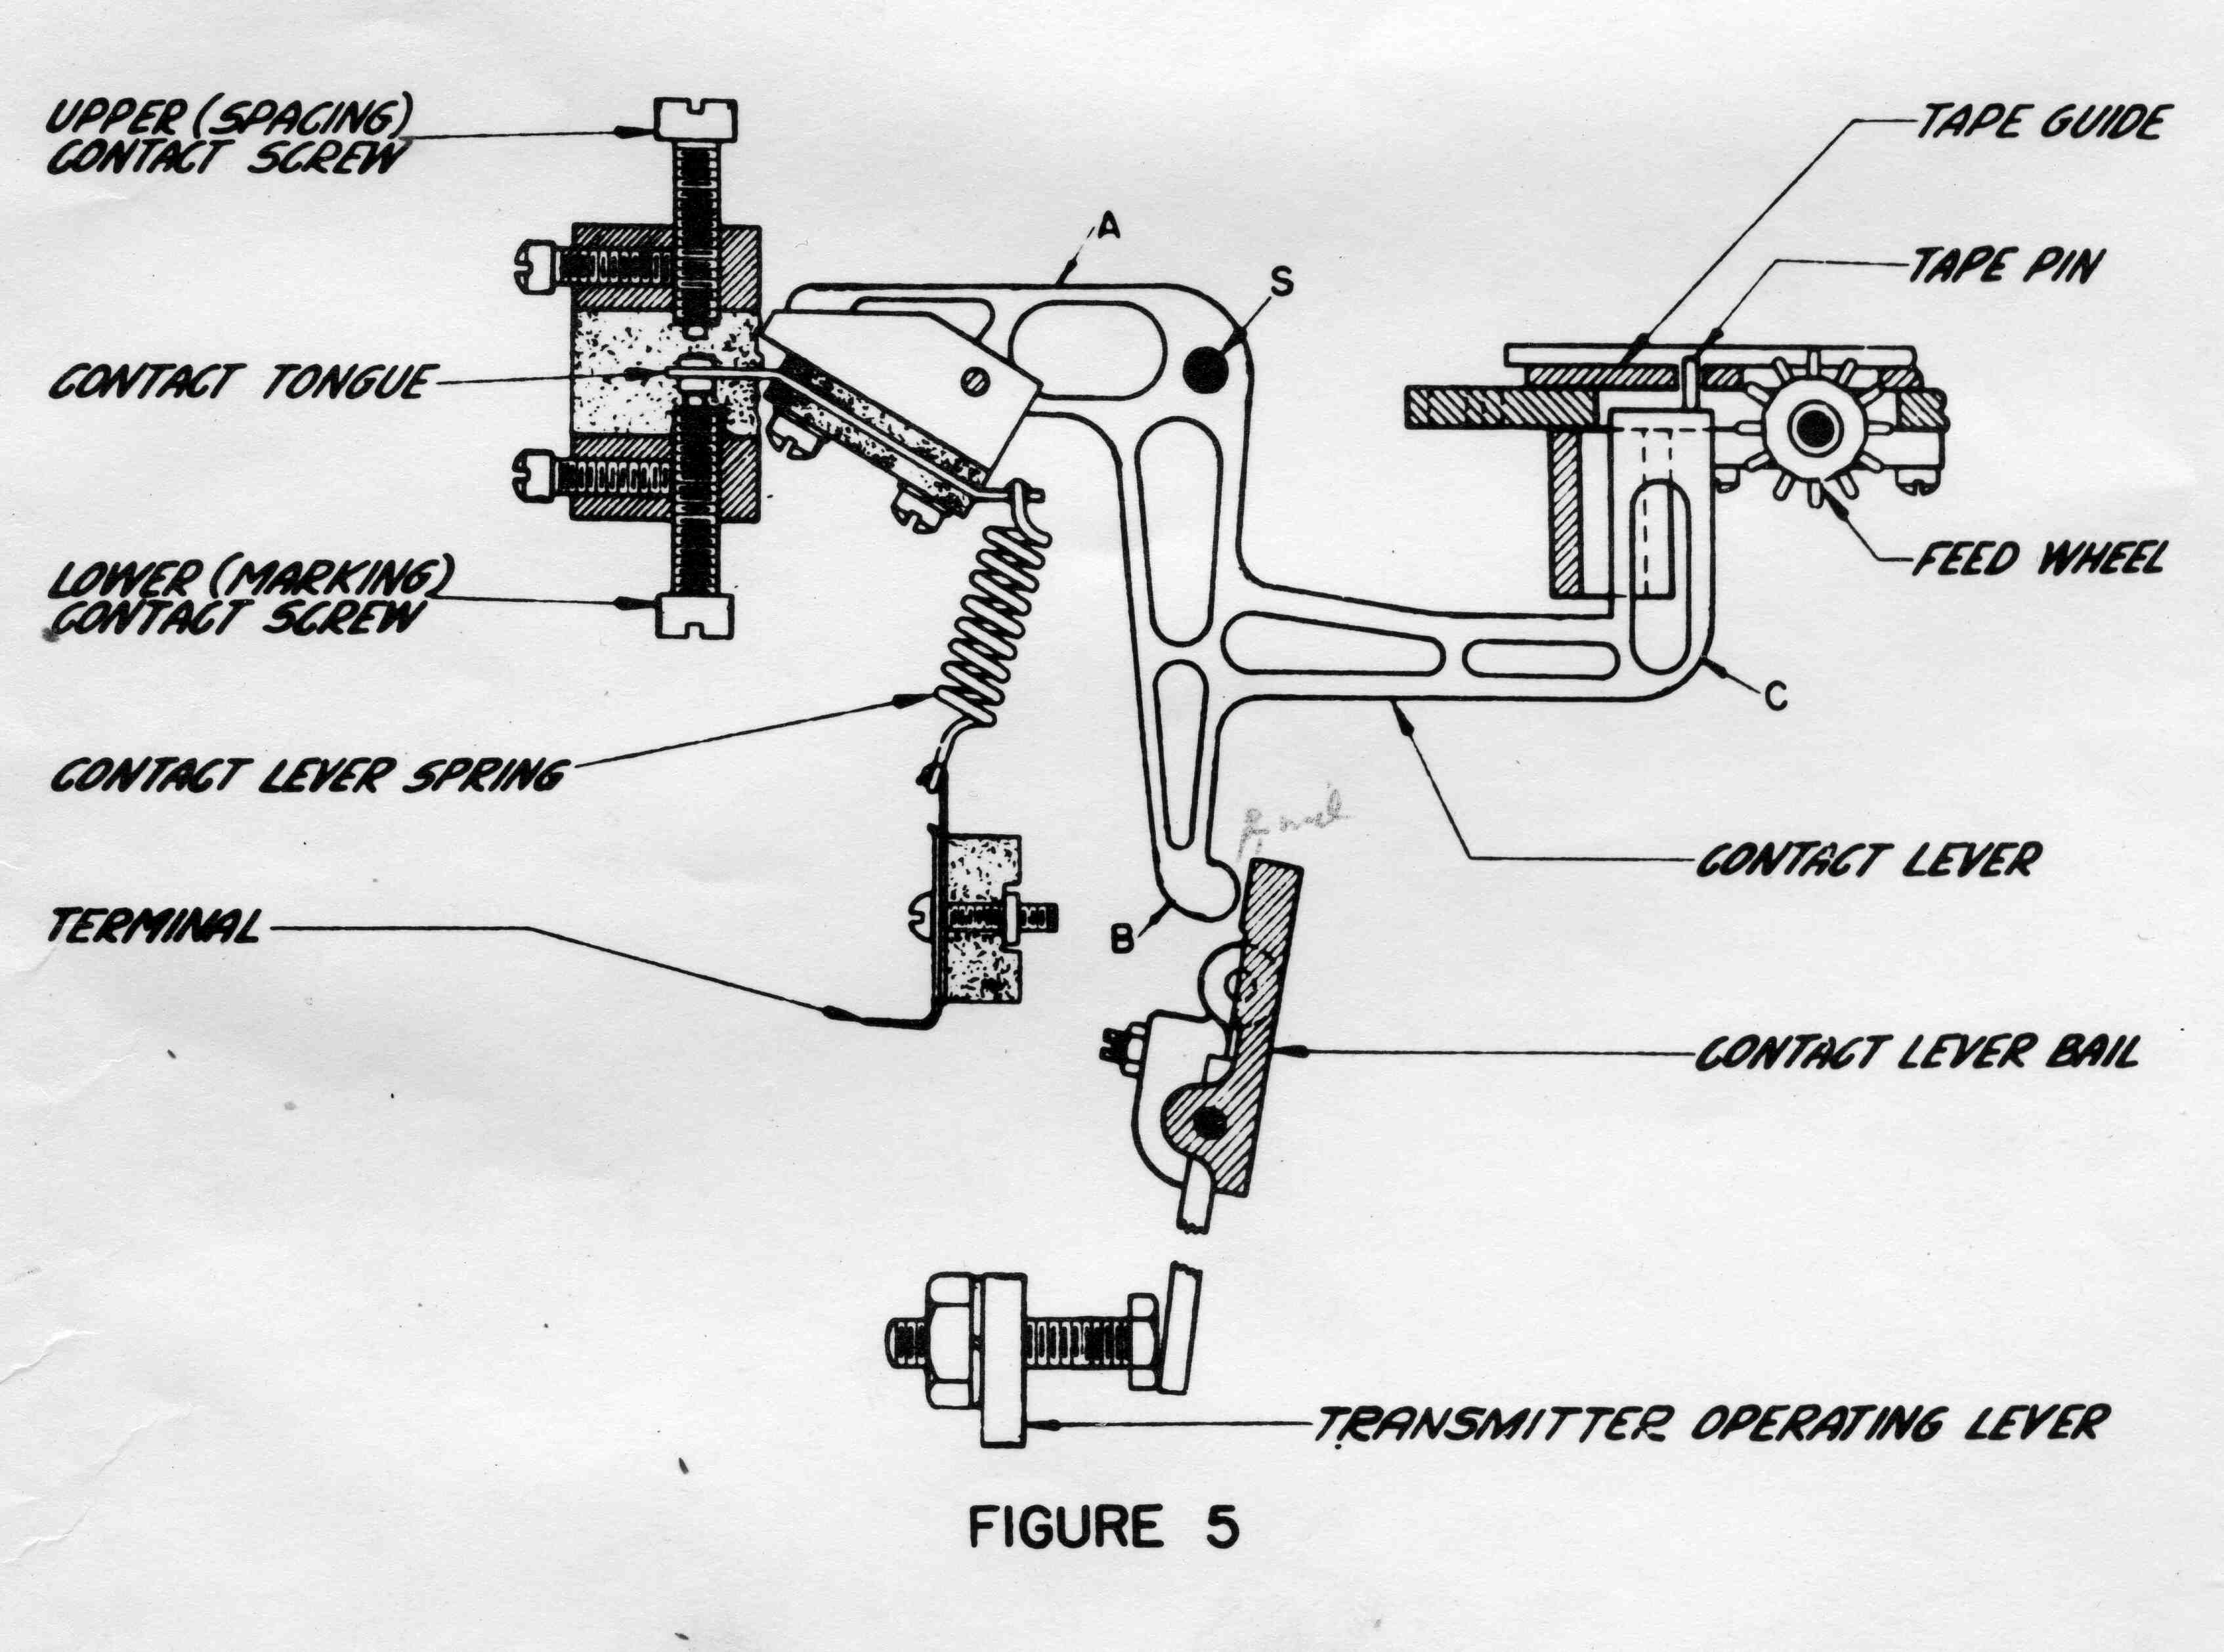 UPPER (SPACING)
CONTACT SCREW
CONTACT TONGUE
LOWER (MARKING)
CONTACT SCREW
CONTACT LEVER SPRING
TERMINAL
A
S
B
C
TAPE GUIDE
TAPE PIN
FEED WHEEL
CONTACT LEVER
CONTACT LEVER BAIL
TRANSMITTER OPERATING LEVER
FIGURE 5